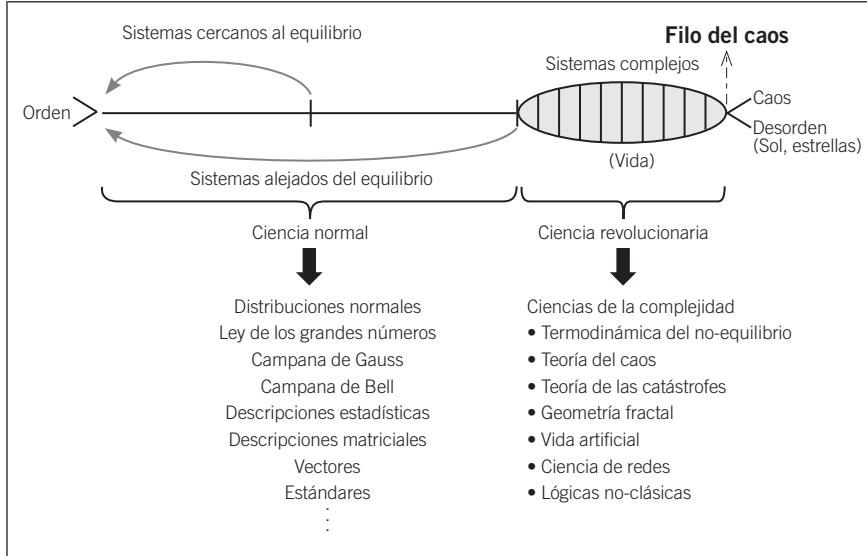 Sistemas cercanos al equilibrio
Filo del caos
Sistemas complejos
Orden
Caos
Desorden
(Sol, estrellas)
(Vida)
Sistemas alejados del equilibrio
Ciencia normal
Ciencia revolucionaria
Distribuciones normales
Ley de los grandes números
Campana de Gauss
Campana de Bell
Descripciones estadísticas
Descripciones matriciales
Vectores
Estándares
.
.
.
Ciencias de la complejidad
• Termodinámica del no-equilibrio
• Teoría del caos
• Teoría de las catástrofes
• Geometría fractal
• Vida artificial
• Ciencia de redes
• Lógicas no-clásicas